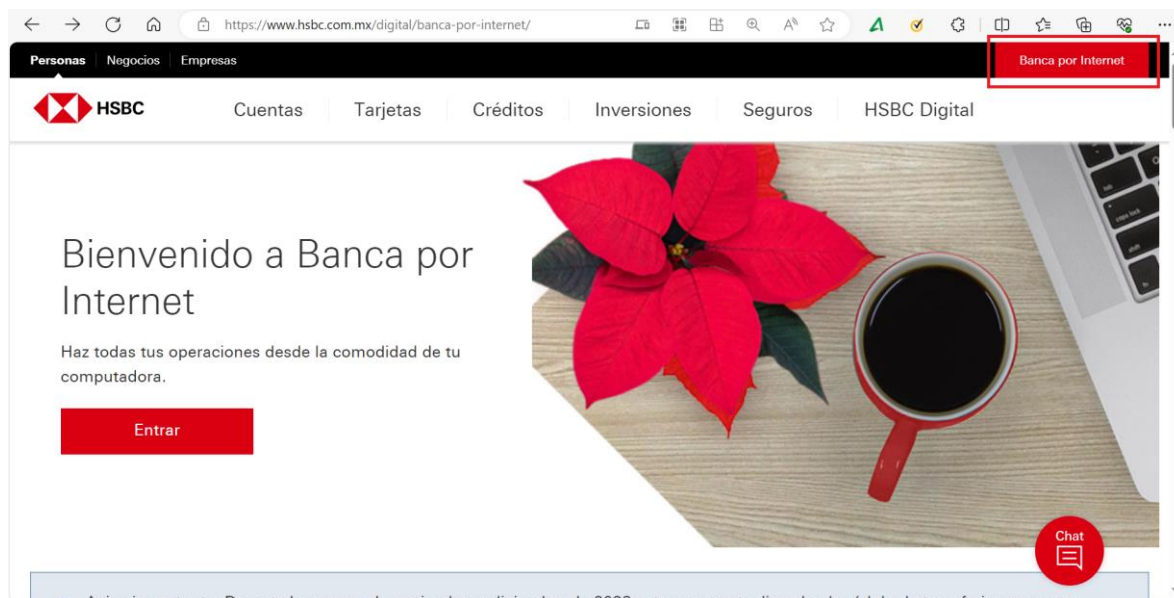 https://www.hsbc.com.mx/digital/banca-por-internet/
Personas Negocios Empresas Banca por Internet
HSBC Cuentas Tarjetas Créditos Inversiones Seguros HSBC Digital
Bienvenido a Banca por
Internet
Haz todas tus operaciones desde la comodidad de tu
computadora.
Entrar
Chat